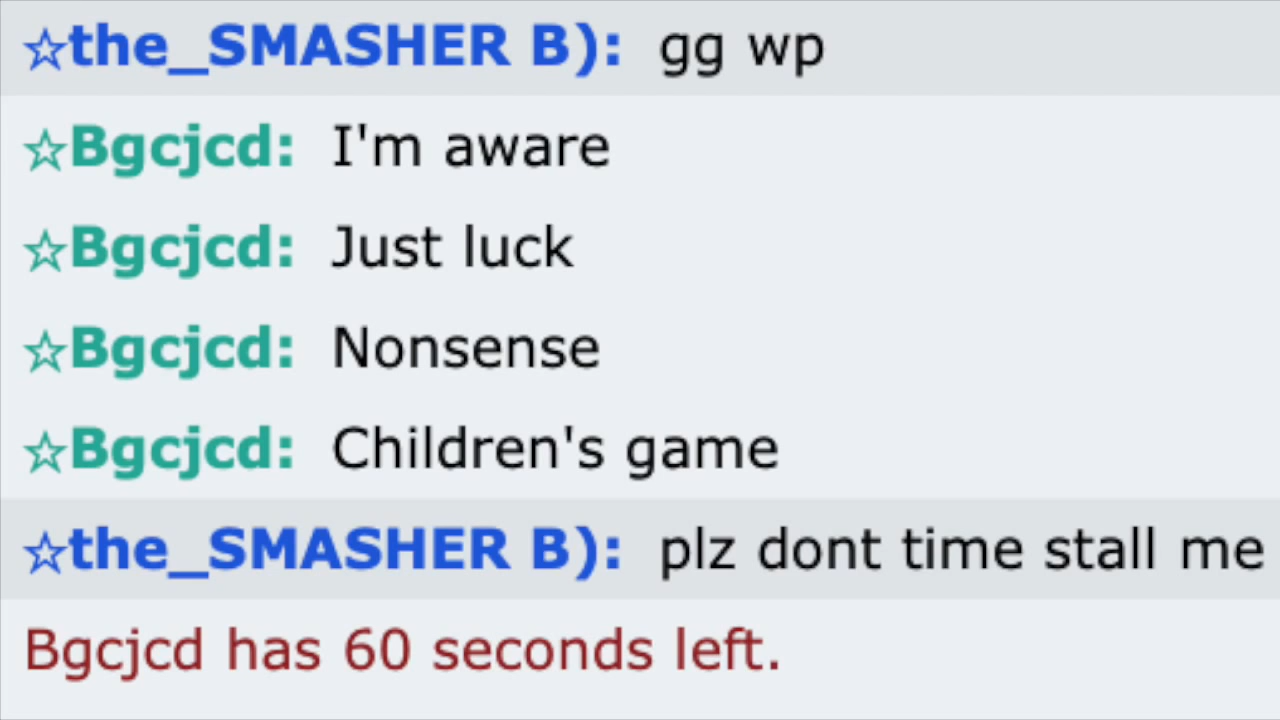 ☆the_SMASHER B): gg wp
☆Bgcjcd: I'm aware
☆Bgcjcd: Just luck
☆Bgcjcd: Nonsense
☆Bgcjcd: Children's game
☆the_SMASHER B): plz dont time stall me
Bgcjcd has 60 seconds left.